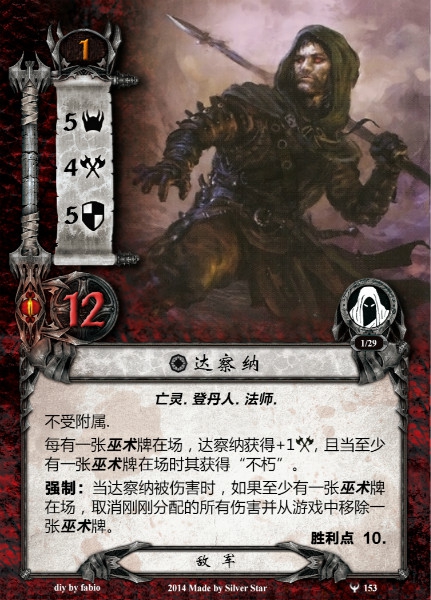 1
5
4
5
12
1/29
达察纳
亡灵. 登丹人. 法师.
不受附属.
每有一张巫术牌在场，达察纳获得+1，且当至少
有一张巫术牌在场时其获得“不朽”。
强制：当达察纳被伤害时，如果至少有一张巫术牌
在场，取消刚刚分配的所有伤害并从游戏中移除一
张巫术牌。
胜利点 10.
敌军
diy by fabio
2014 Made by Silver Star
153